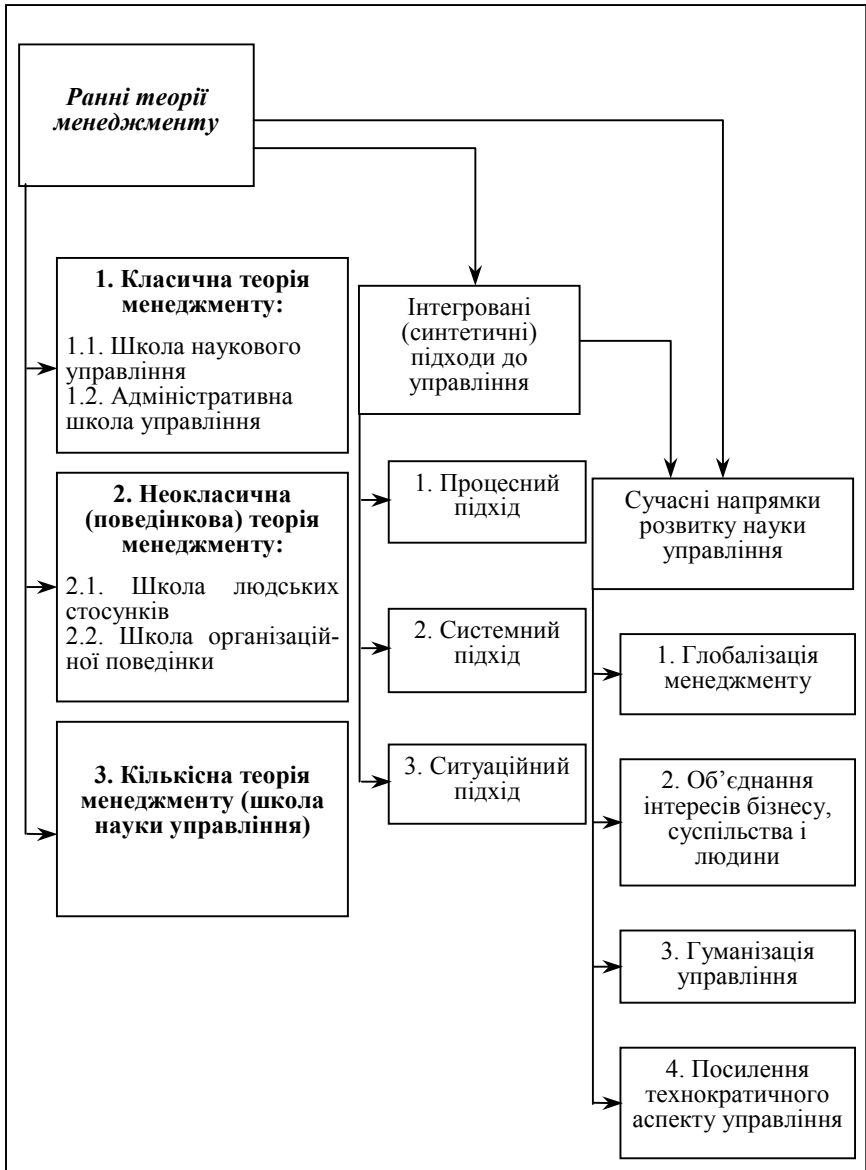 Ранні теорії
менеджменту
1. Класична теорія
менеджменту:
1.1. Школа наукового
управління
1.2. Адміністративна
школа управління
2. Неокласична
(поведінкова) теорія
менеджменту:
2.1. Школа людських
стосунків
2.2. Школа організацій-
ної поведінки
3. Кількісна теорія
менеджменту (школа
науки управління)
Інтегровані
(синтетичні)
підходи до
управління
1. Процесний
підхід
2. Системний
підхід
3. Ситуаційний
підхід
Сучасні напрямки
розвитку науки
управління
1. Глобалізація
менеджменту
2. Об’єднання
інтересів бізнесу,
суспільства і
людини
3. Гуманізація
управління
4. Посилення
технократичного
аспекту управління